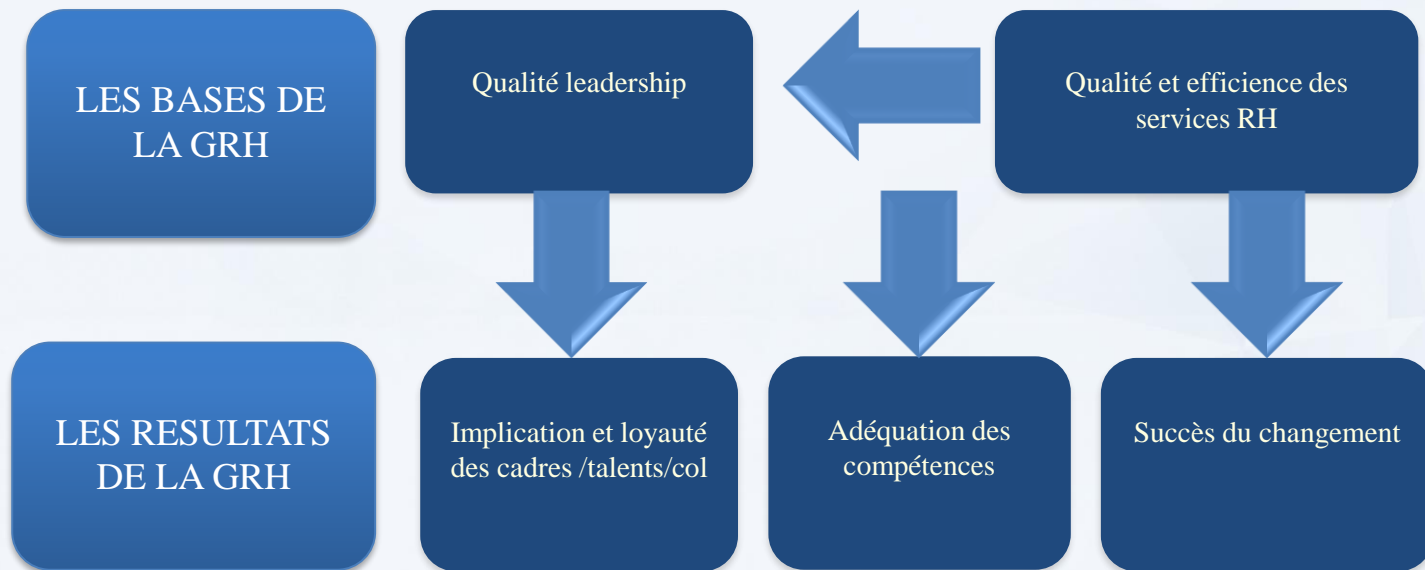 LES BASES DE
LA GRH
Qualité leadership
Qualité et efficience des
services RH
LES RESULTATS
DE LA GRH
Implication et loyauté
des cadres /talents/col
Adéquation des
compétences
Succès du changement